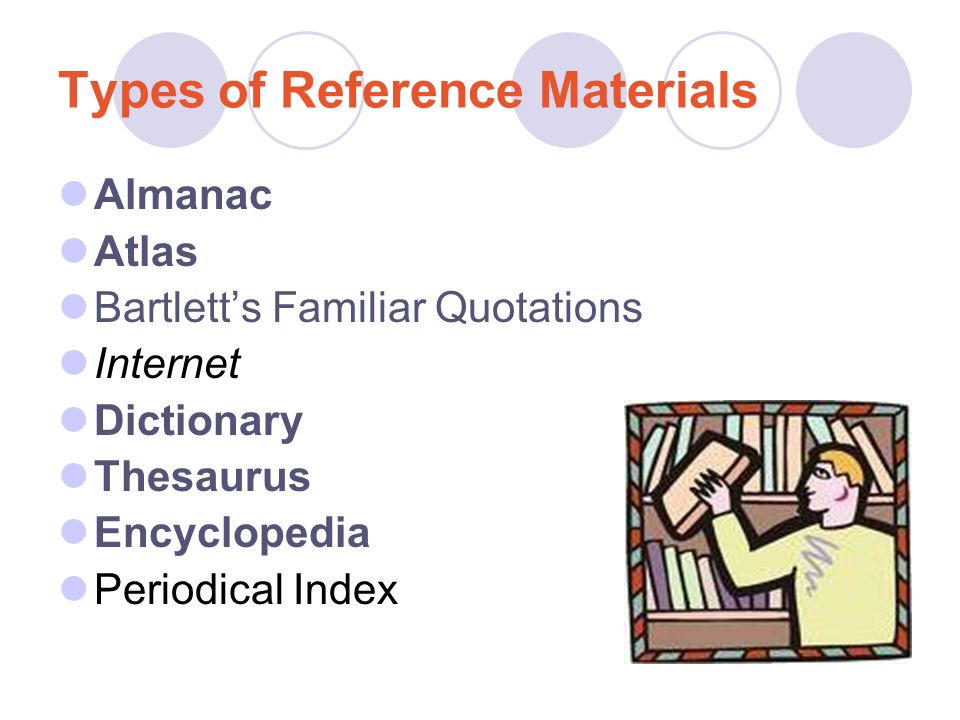 Types of Reference Materials
Almanac
Atlas
Bartlett’s Familiar Quotations
Internet
Dictionary
Thesaurus
Encyclopedia
Periodical Index